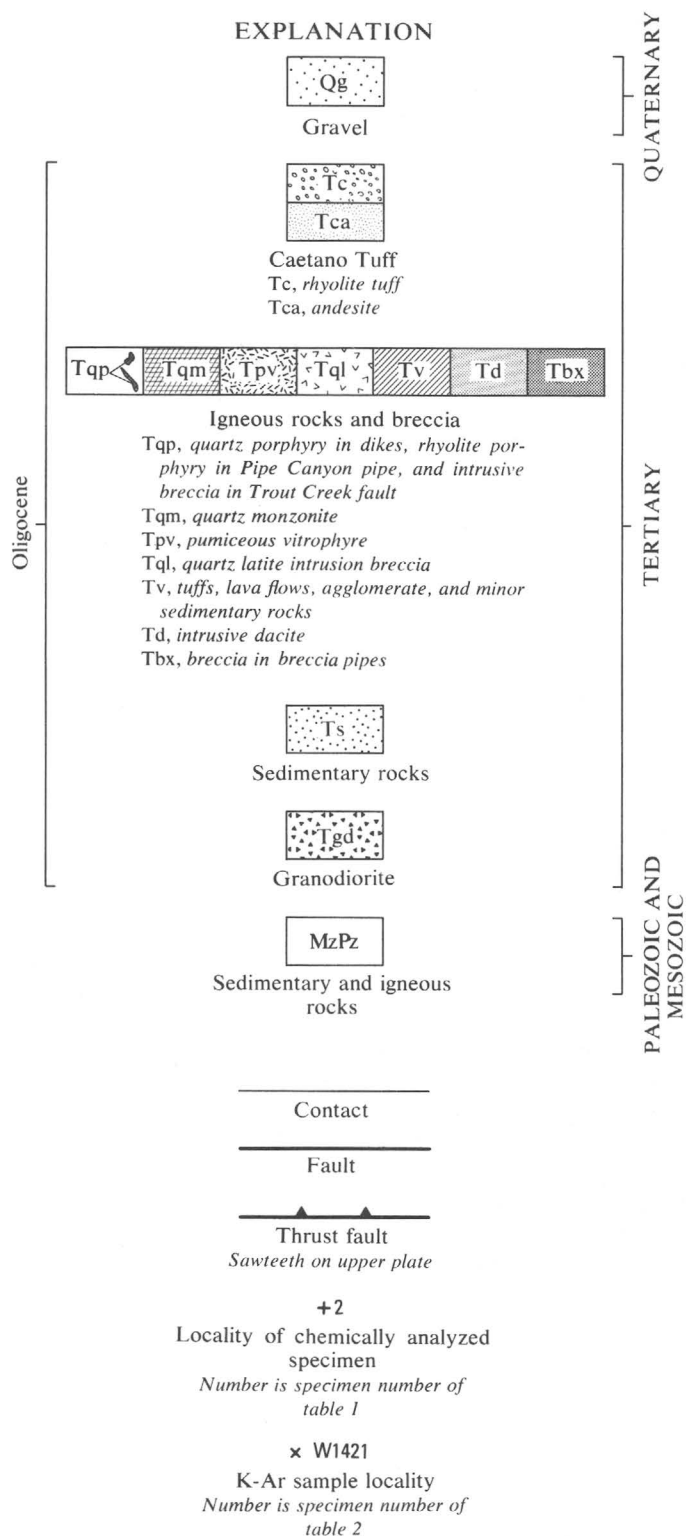 EXPLANATION
Qg
Gravel
QUATERNARY
Tc
Tca
Caetano Tuff
Tc, rhyolite tuff
Tca, andesite
Tqp
Tqm
Tpv
Tql
Tv
Td
Tbx
Igneous rocks and breccia
Tqp, quartz porphyry in dikes, rhyolite por-
phyry in Pipe Canyon pipe, and intrusive
breccia in Trout Creek fault
Tqm, quartz monzonite
Tpv, pumiceous vitrophyre
Tql, quartz latite intrusion breccia
Tv, tuffs, lava flows, agglomerate, and minor
sedimentary rocks
Td, intrusive dacite
Tbx, breccia in breccia pipes
Ts
Sedimentary rocks
Tgd
Granodiorite
Oligocene
TERTIARY
MzPz
Sedimentary and igneous
rocks
PALEOZOIC AND
MESOZOIC
Contact
Fault
Thrust fault
Sawteeth on upper plate
+2
Locality of chemically analyzed
specimen
Number is specimen number of
table 1
× W1421
K-Ar sample locality
Number is specimen number of
table 2